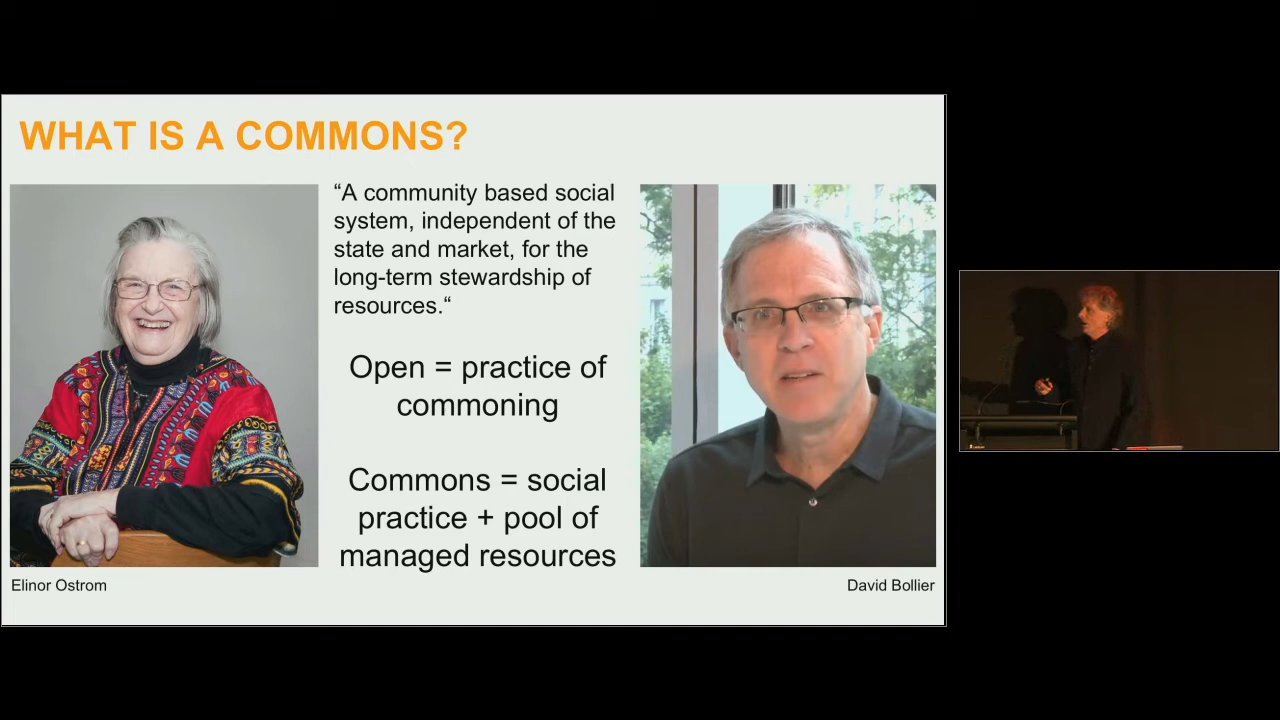 WHAT IS A COMMONS?
“A community based social
system, independent of the
state and market, for the
long-term stewardship of
resources.“
Open = practice of
commoning
Commons = social
practice + pool of
managed resources
Elinor Ostrom
David Bollier